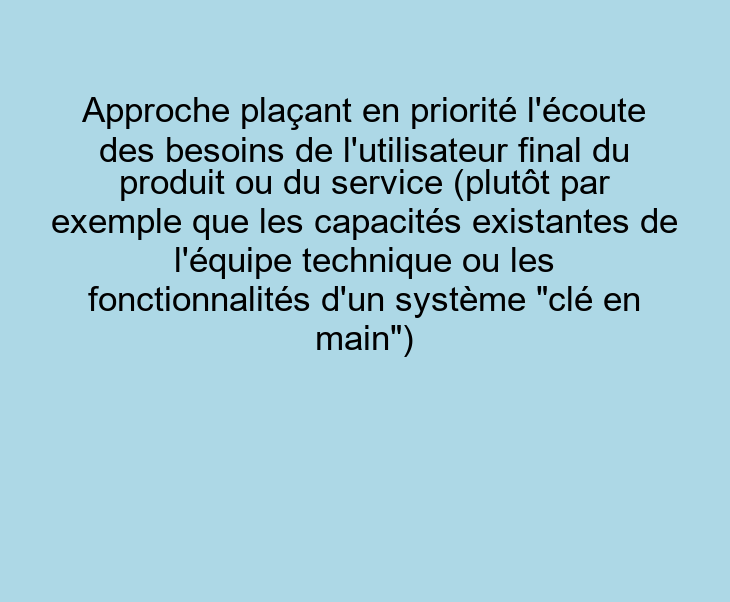 Approche plaçant en priorité l'écoute
des besoins de l'utilisateur final du
produit ou du service (plutôt par
exemple que les capacités existantes de
l'équipe technique ou les
fonctionnalités d'un système "clé en
main")